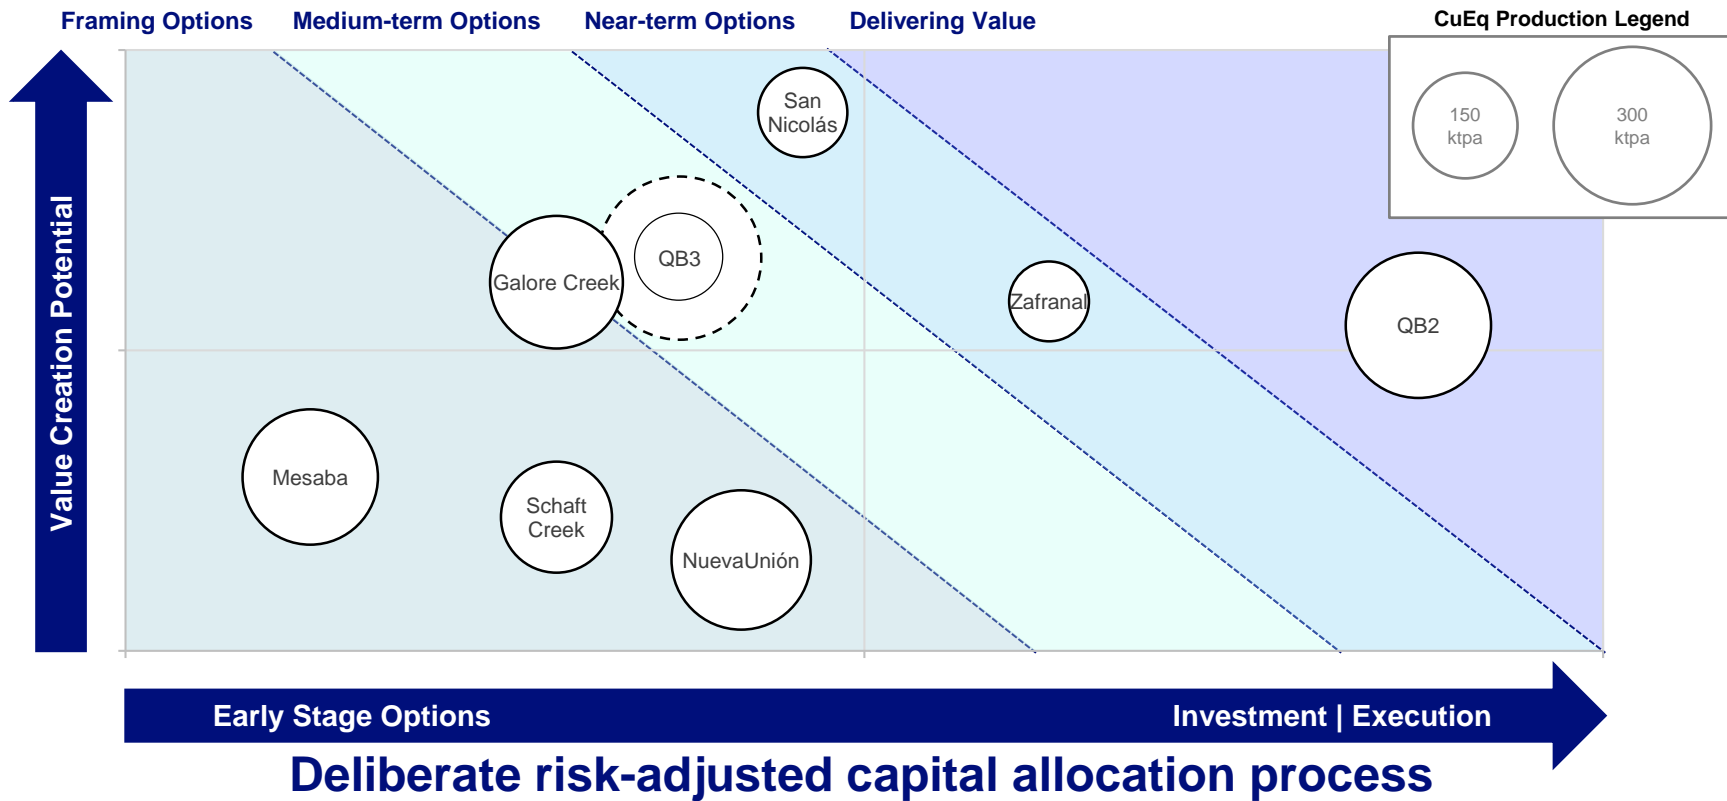 Framing Options
Medium-term Options
Near-term Options
Delivering Value
CuEq Production Legend
150
ktpa
300
ktpa
Value Creation Potential
San
Nicolás
QB3
Galore Creek
Zafranal
QB2
Mesaba
Schaft
Creek
NuevaUnión
Early Stage Options
Investment | Execution
Deliberate risk-adjusted capital allocation process